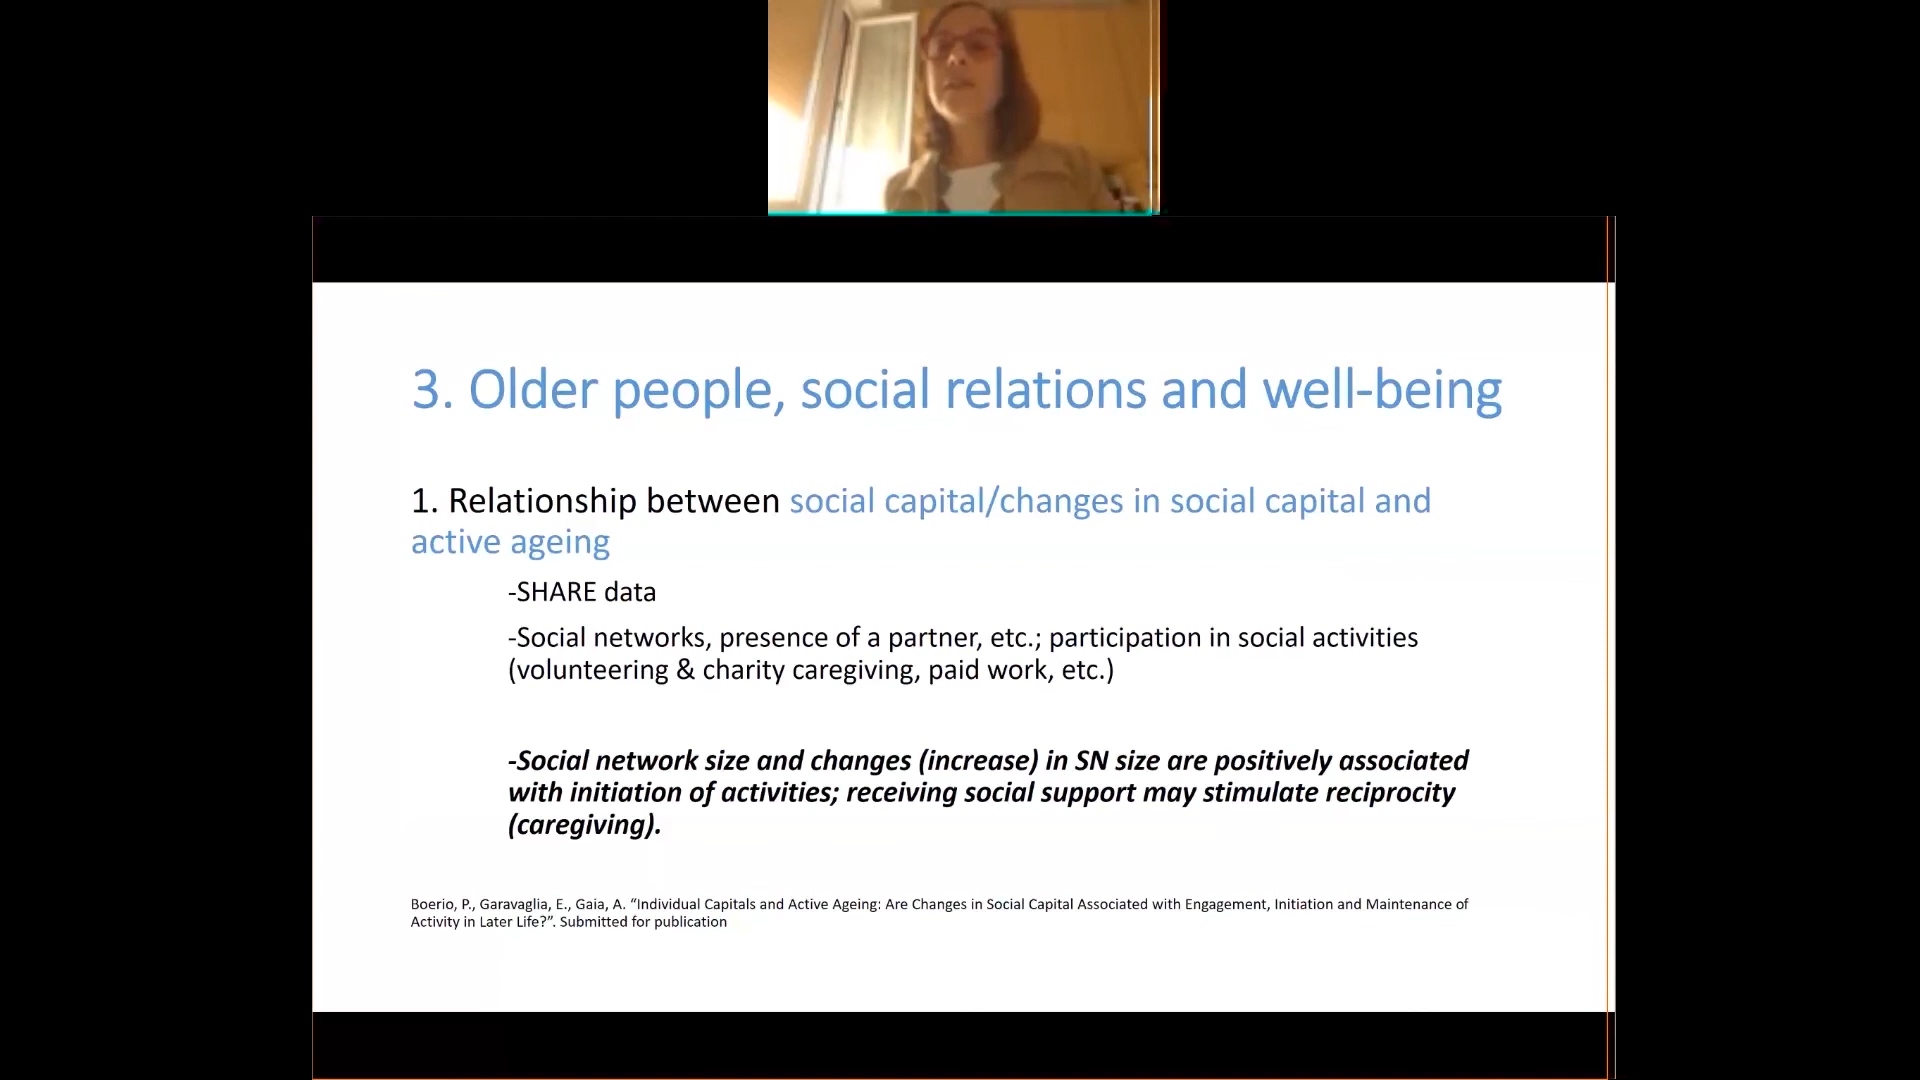 3. Older people, social relations and well-being
1. Relationship between social capital/changes in social capital and
active ageing
-SHARE data
-Social networks, presence of a partner, etc.; participation in social activities
(volunteering & charity caregiving, paid work, etc.)
-Social network size and changes (increase) in SN size are positively associated
with initiation of activities; receiving social support may stimulate reciprocity
(caregiving).
Boerio, P., Garavaglia, E., Gaia, A. “Individual Capitals and Active Ageing: Are Changes in Social Capital Associated with Engagement, Initiation and Maintenance of
Activity in Later Life?”. Submitted for publication